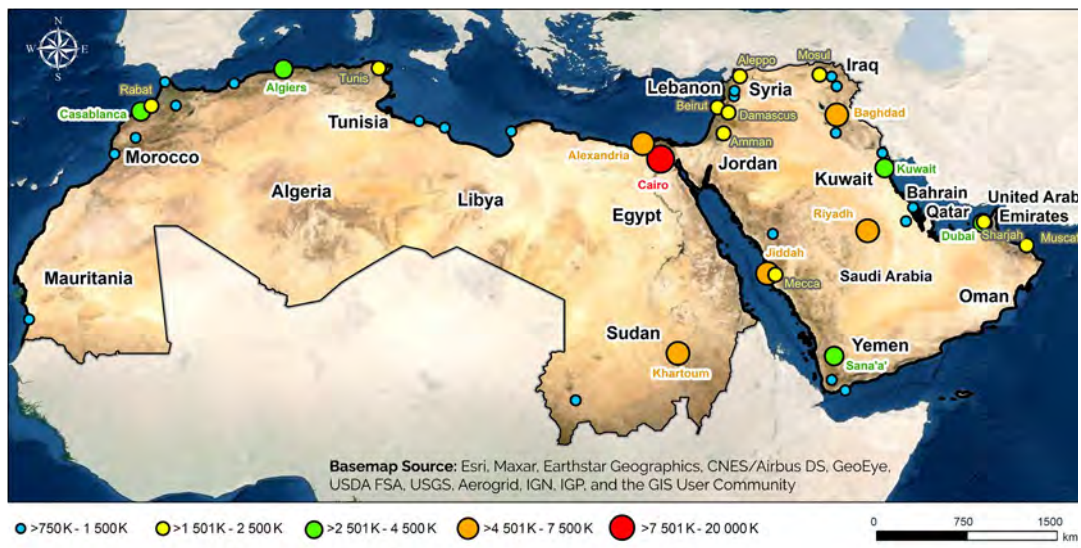 N
W E
S
Rabat
Casablanca
Algiers
Tunis
Morocco
Tunisia
Algeria
Libya
Mauritania
Alexandria
Cairo
Egypt
Sudan
Khartoum
Aleppo
Lebanon
Syria
Beirut
Damascus
Amman
Jordan
Mosul
Iraq
Baghdad
Kuwait
Kuwait
Bahrain
Qatar
United Arab
Emirates
Dubai
Sharjah
Muscat
Riyadh
Jiddah
Mecca
Saudi Arabia
Oman
Yemen
Sana'a'
Basemap Source: Esri, Maxar, Earthstar Geographics, CNES/Airbus DS, GeoEye,
USDA FSA, USGS, Aerogrid, IGN, IGP, and the GIS User Community
>750K - 1 500K >1 501K - 2 500K >2 501K - 4 500K >4 501K - 7 500K >7 501K - 20 000 K
0 750 1500
km